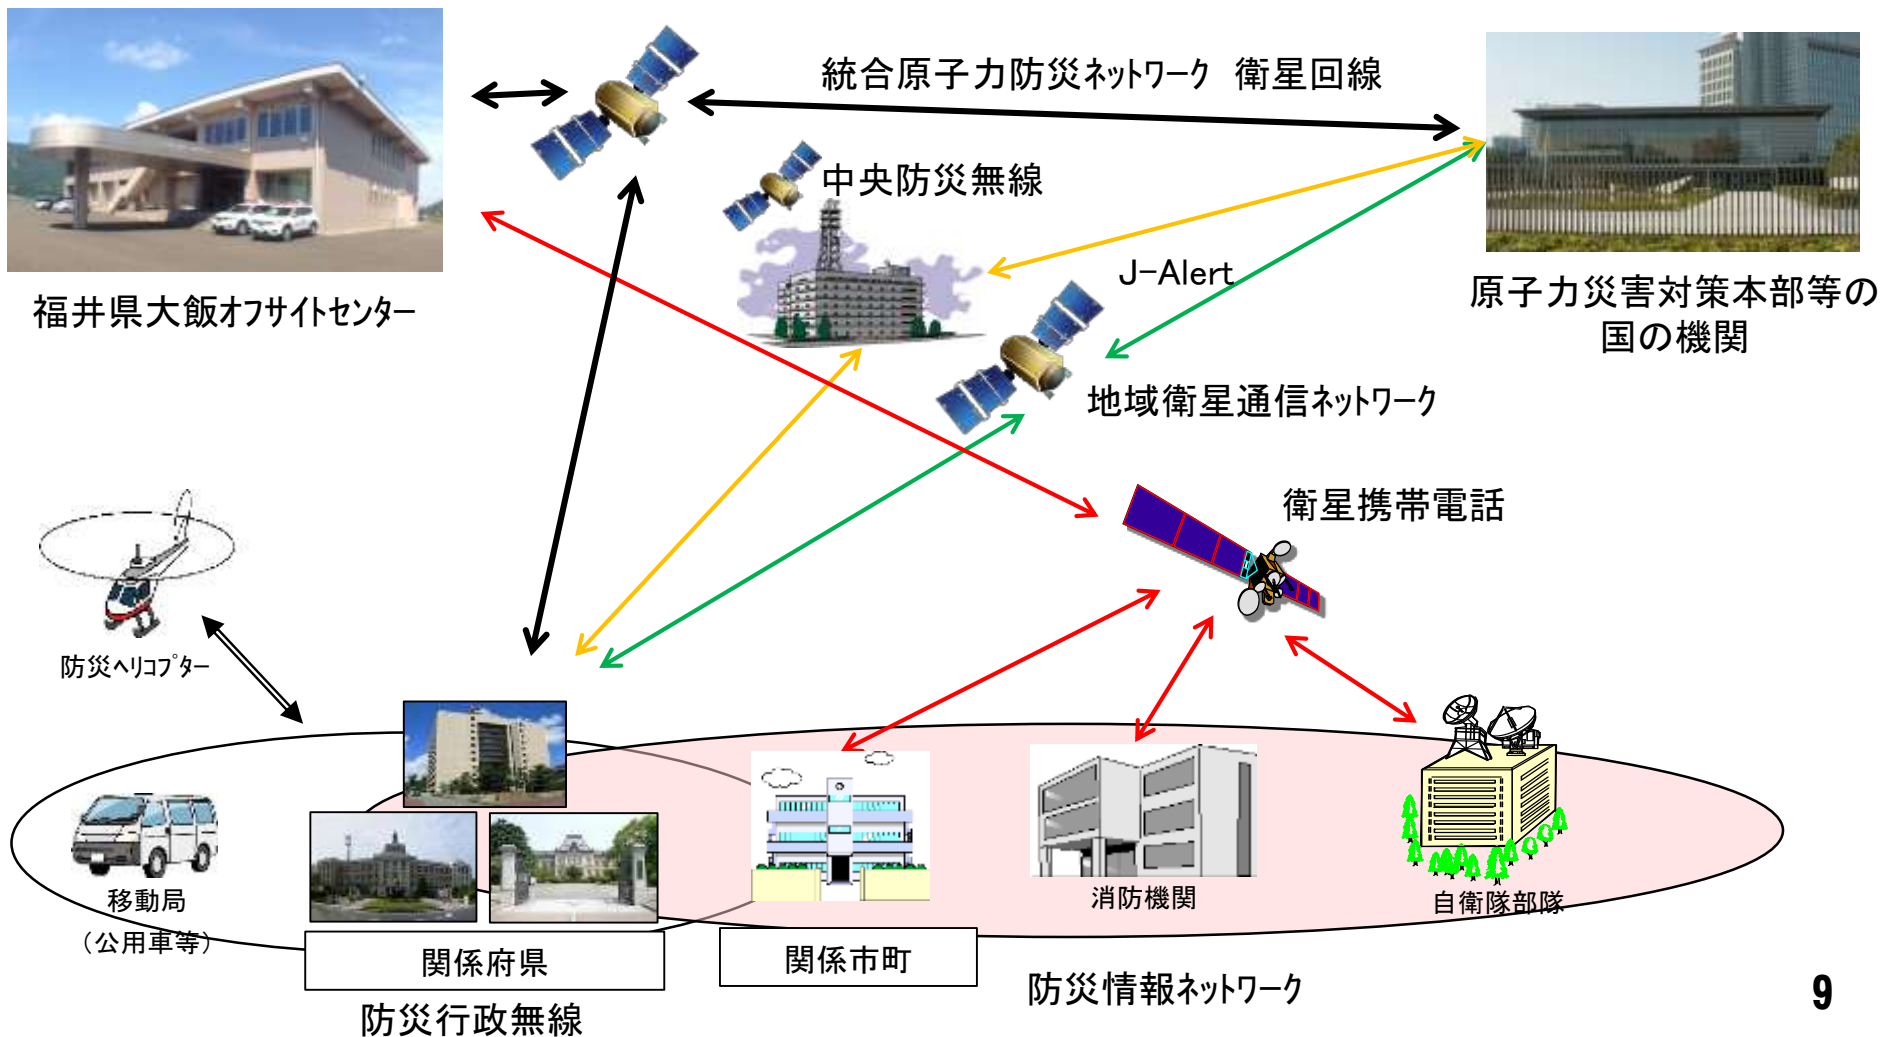 統合原子力防災ネットワーク　衛星回線
中央防災無線
J-Alert
福井県大飯オフサイトセンター
原子力災害対策本部等の
国の機関
地域衛星通信ネットワーク
衛星携帯電話
防災ヘリコプター
移動局
（公用車等）
消防機関
自衛隊部隊
関係府県
関係市町
防災情報ネットワーク
防災行政無線
9